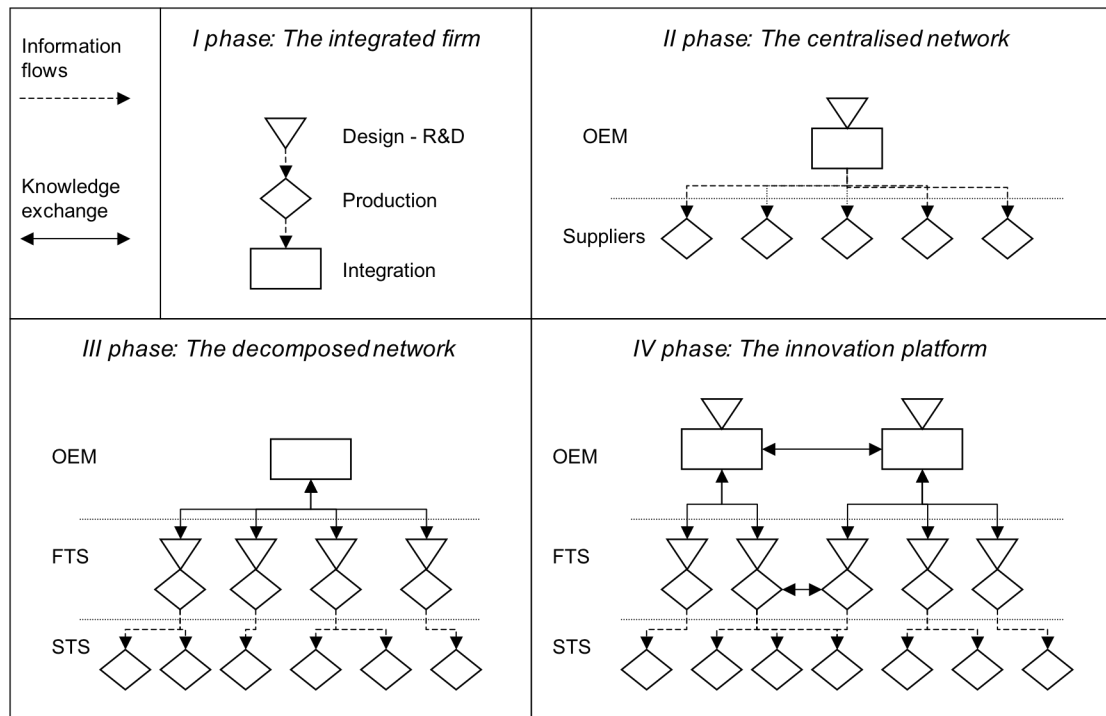 Information
flows
Knowledge
exchange
I phase: The integrated firm
Design - R&D
Production
Integration
II phase: The centralised network
OEM
Suppliers
III phase: The decomposed network
OEM
FTS
STS
IV phase: The innovation platform
OEM
FTS
STS